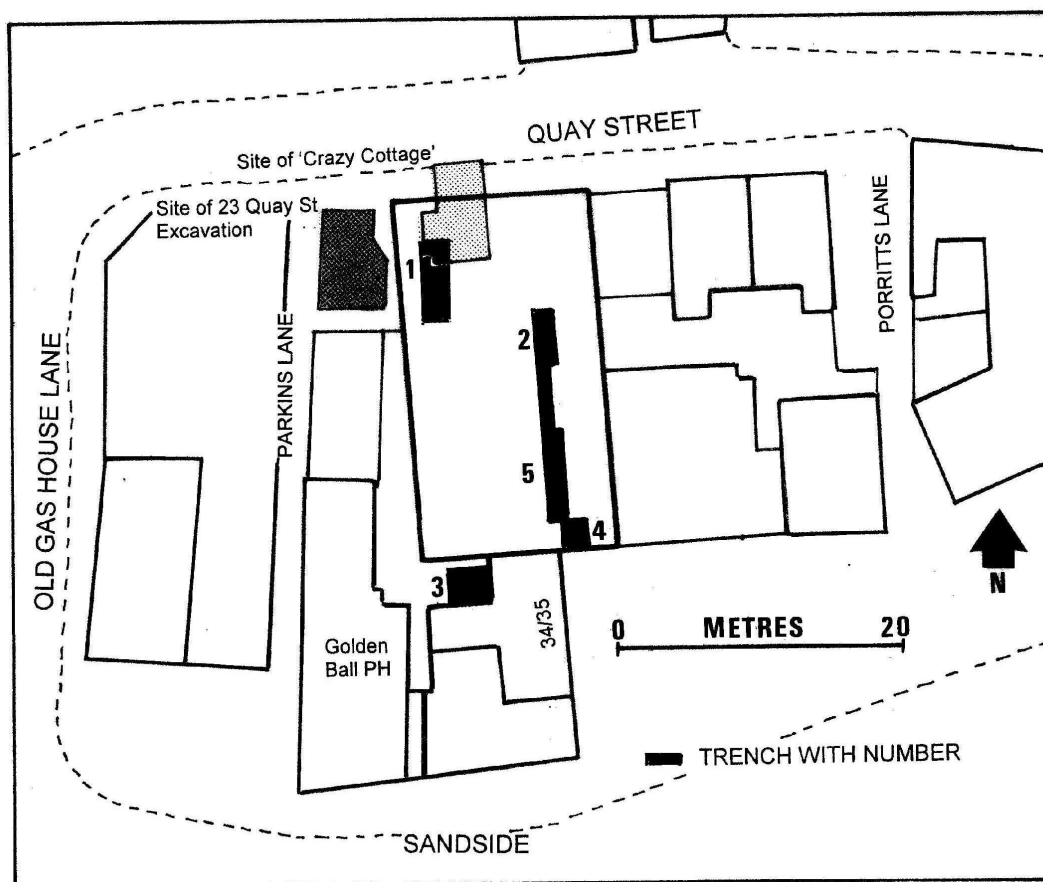 QUAY STREET
Site of 'Crazy Cottage'
Site of 23 Quay St
Excavation
1
2
5
4
3
PARKINS LANE
OLD GAS HOUSE LANE
PORRITTS LANE
N
34/35
0 METRES 20
Golden
Ball PH
TRENCH WITH NUMBER
SANDSIDE